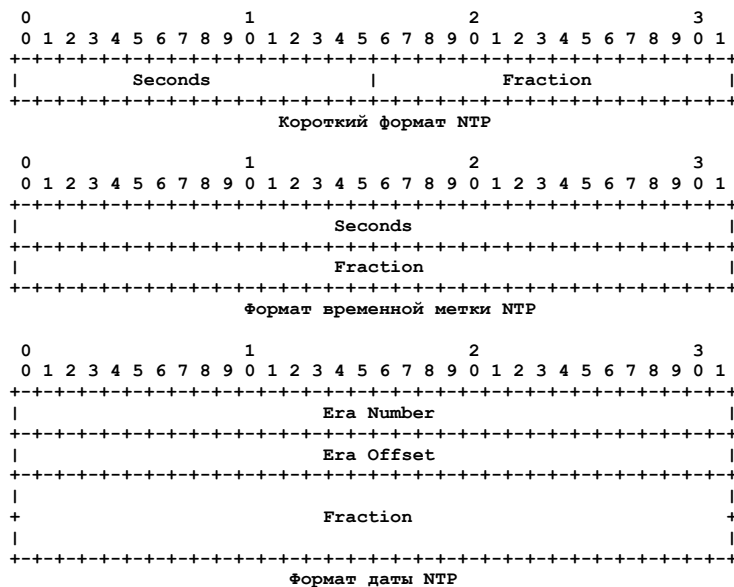 0                   1                   2                   3
0 1 2 3 4 5 6 7 8 9 0 1 2 3 4 5 6 7 8 9 0 1 2 3 4 5 6 7 8 9 0 1
+-+-+-+-+-+-+-+-+-+-+-+-+-+-+-+-+-+-+-+-+-+-+-+-+-+-+-+-+-+-+-+-+
|          Seconds              |           Fraction            |
+-+-+-+-+-+-+-+-+-+-+-+-+-+-+-+-+-+-+-+-+-+-+-+-+-+-+-+-+-+-+-+-+
Короткий формат NTP
0                   1                   2                   3
0 1 2 3 4 5 6 7 8 9 0 1 2 3 4 5 6 7 8 9 0 1 2 3 4 5 6 7 8 9 0 1
+-+-+-+-+-+-+-+-+-+-+-+-+-+-+-+-+-+-+-+-+-+-+-+-+-+-+-+-+-+-+-+-+
|                            Seconds                            |
+-+-+-+-+-+-+-+-+-+-+-+-+-+-+-+-+-+-+-+-+-+-+-+-+-+-+-+-+-+-+-+-+
|                            Fraction                           |
+-+-+-+-+-+-+-+-+-+-+-+-+-+-+-+-+-+-+-+-+-+-+-+-+-+-+-+-+-+-+-+-+
Формат временной метки NTP
0                   1                   2                   3
0 1 2 3 4 5 6 7 8 9 0 1 2 3 4 5 6 7 8 9 0 1 2 3 4 5 6 7 8 9 0 1
+-+-+-+-+-+-+-+-+-+-+-+-+-+-+-+-+-+-+-+-+-+-+-+-+-+-+-+-+-+-+-+-+
|                           Era Number                          |
+-+-+-+-+-+-+-+-+-+-+-+-+-+-+-+-+-+-+-+-+-+-+-+-+-+-+-+-+-+-+-+-+
|                           Era Offset                          |
+-+-+-+-+-+-+-+-+-+-+-+-+-+-+-+-+-+-+-+-+-+-+-+-+-+-+-+-+-+-+-+-+
|                                                               |
+                           Fraction                            +
|                                                               |
+-+-+-+-+-+-+-+-+-+-+-+-+-+-+-+-+-+-+-+-+-+-+-+-+-+-+-+-+-+-+-+-+
Формат даты NTP